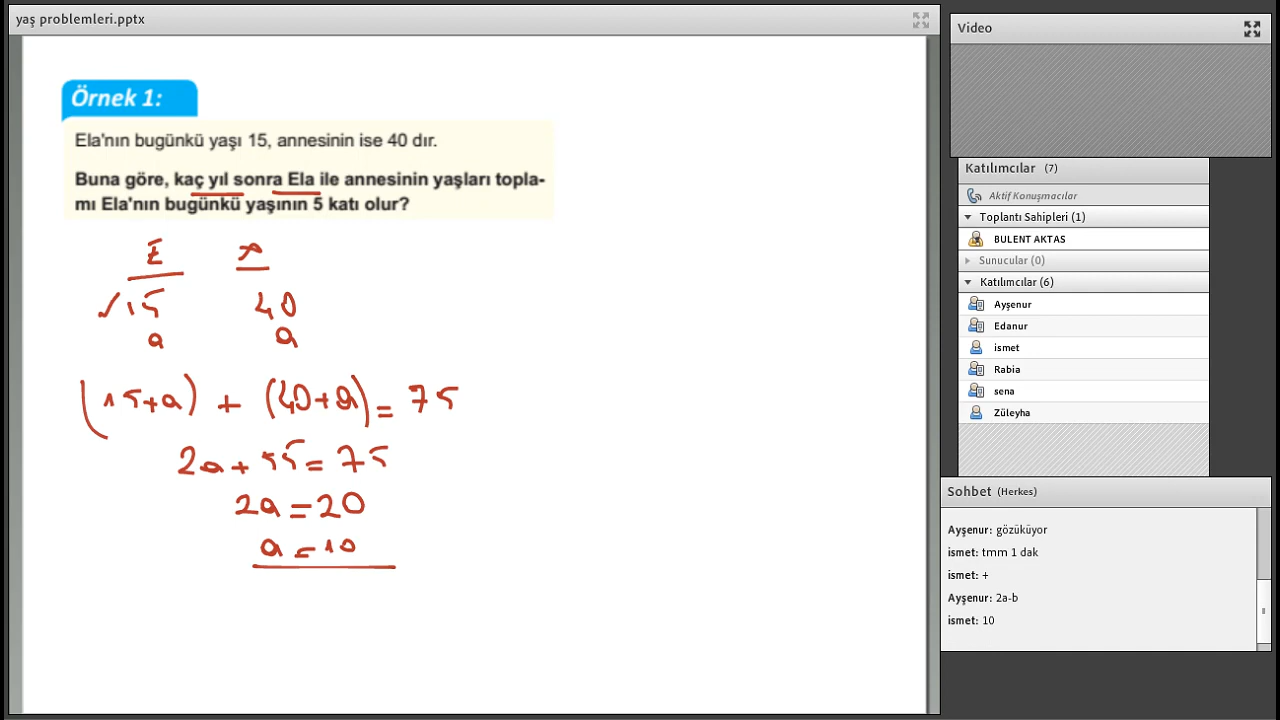 yaş problemleri.pptx
Örnek 1:
Ela'nın bugünkü yaşı 15, annesinin ise 40 dır.
Buna göre, kaç yıl sonra Ela ile annesinin yaşları topla-
mı Ela'nın bugünkü yaşının 5 katı olur?
E A
✓15 40
a a
(15+a) + (40+a) = 75
2a + 55 = 75
2a = 20
a = 10
Video
Katılımcılar (7)
Aktif Konuşmacılar
Toplantı Sahipleri (1)
BULENT AKTAS
Sunucular (0)
Katılımcılar (6)
Ayşenur
Edanur
ismet
Rabia
sena
Züleyha
Sohbet (Herkes)
Ayşenur: gözüküyor
ismet: tmm 1 dak
ismet: +
Ayşenur: 2a-b
ismet: 10